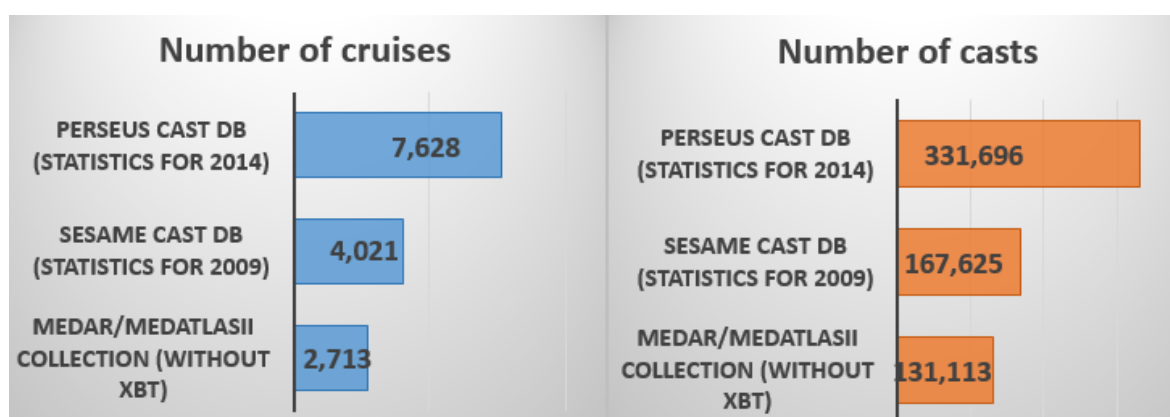 Number of cruises
PERSEUS CAST DB
(STATISTICS FOR 2014)
7,628
SESAME CAST DB
(STATISTICS FOR 2009)
4,021
MEDAR/MEDATLASII
COLLECTION (WITHOUT
XBT)
2,713
Number of casts
PERSEUS CAST DB
(STATISTICS FOR 2014)
331,696
SESAME CAST DB
(STATISTICS FOR 2009)
167,625
MEDAR/MEDATLASII
COLLECTION (WITHOUT
XBT)
131,113